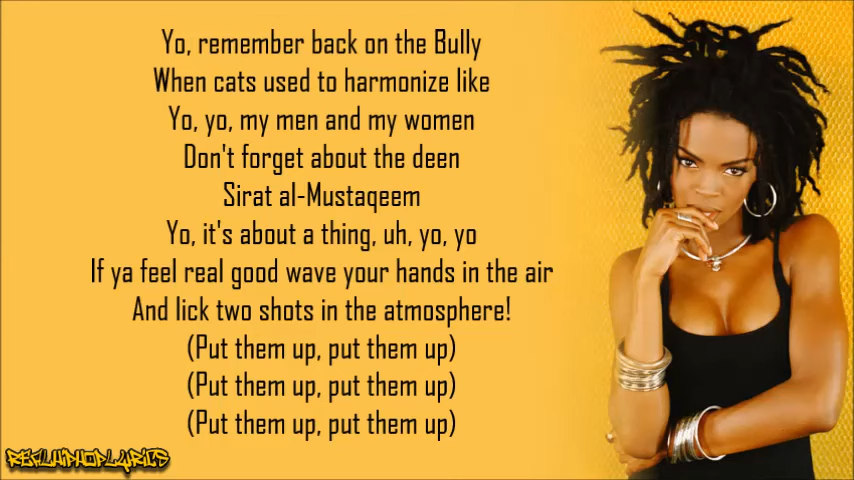 Yo, remember back on the Bully
When cats used to harmonize like
Yo, yo, my men and my women
Don't forget about the deen
Sirat al-Mustaqeem
Yo, it's about a thing, uh, yo, yo
If ya feel real good wave your hands in the air
And lick two shots in the atmosphere!
(Put them up, put them up)
(Put them up, put them up)
(Put them up, put them up)
REALHIPHOPLYRICS